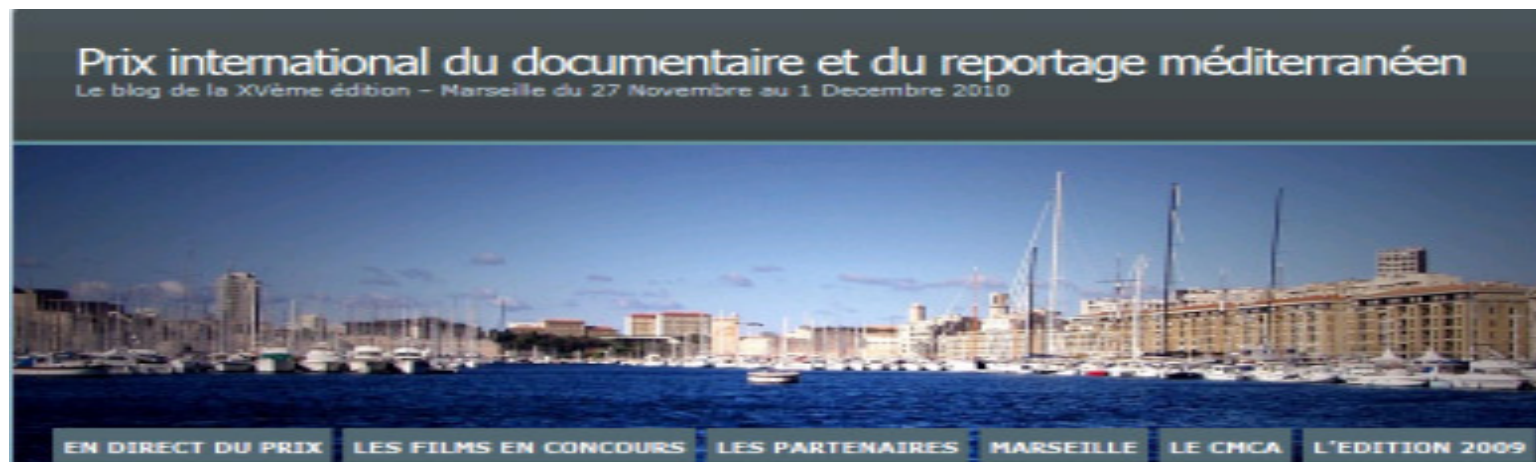 Prix international du documentaire et du reportage méditerranéen
Le blog de la XVème édition – Marseille du 27 Novembre au 1 Decembre 2010
EN DIRECT DU PRIX LES FILMS EN CONCOURS LES PARTENAIRES MARSEILLE LE CMCA L'EDITION 2009